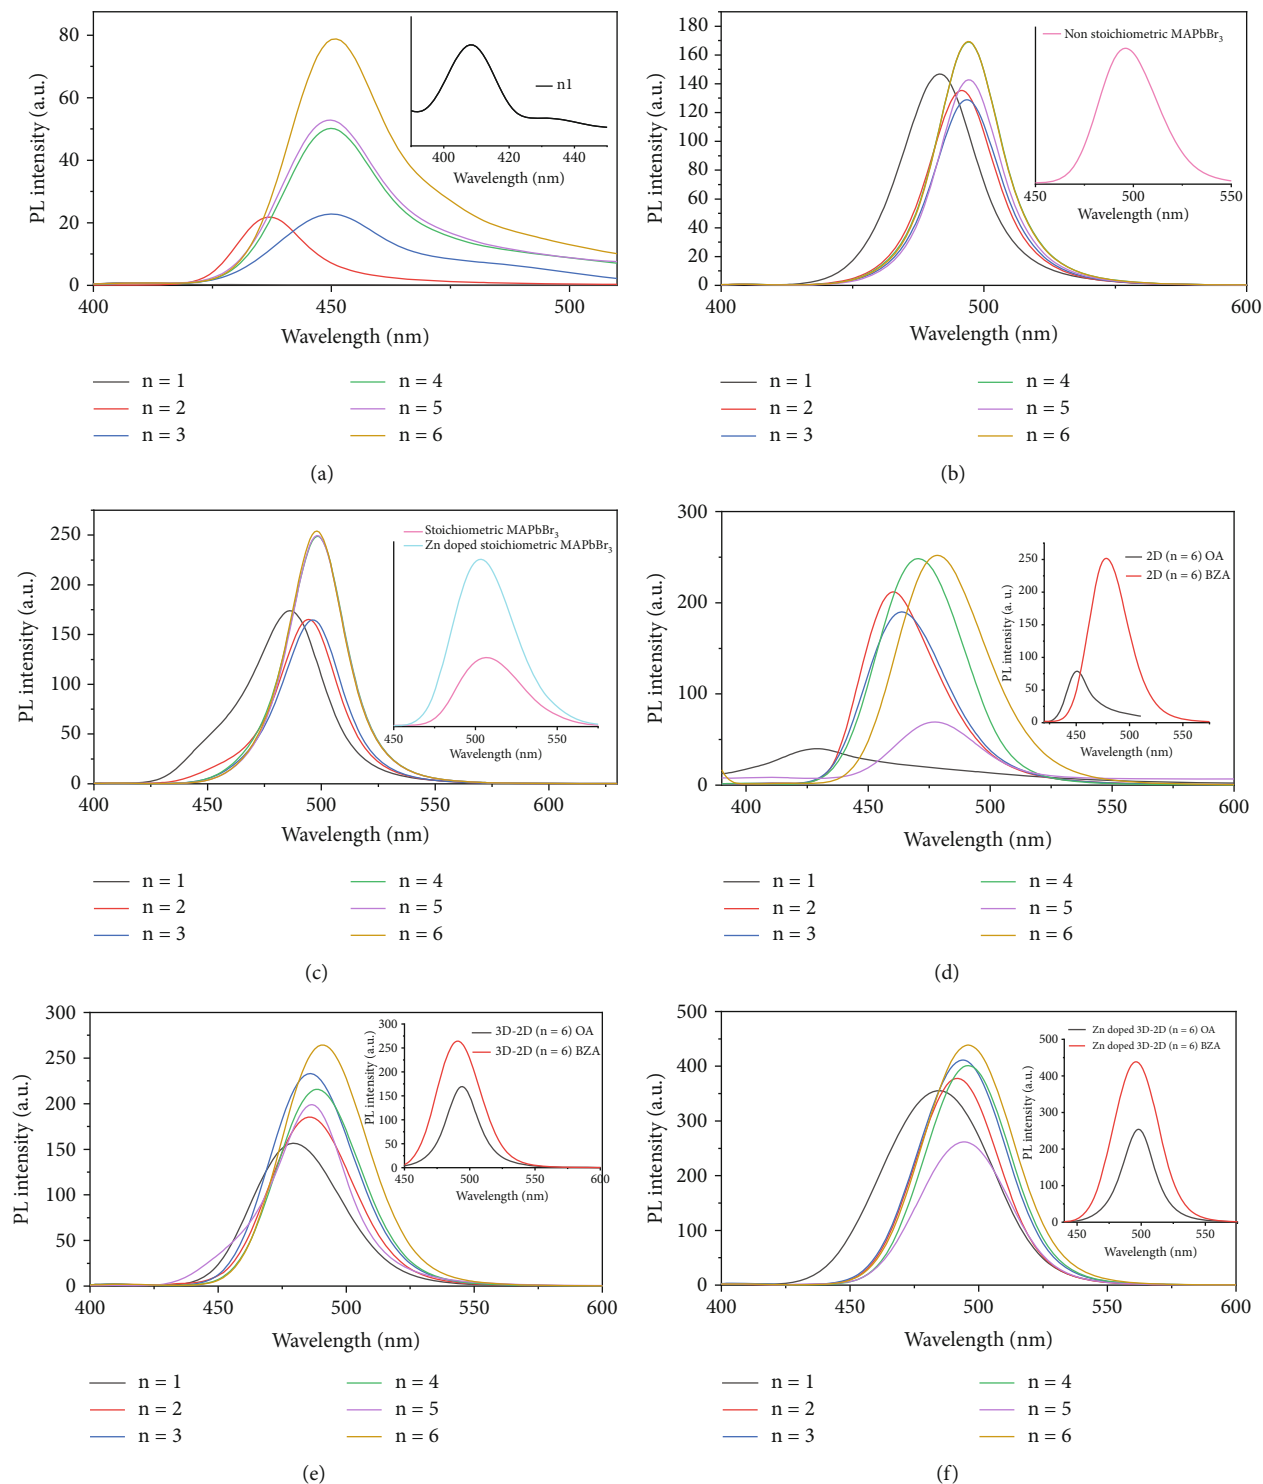 80
60
40
20
0
PL intensity (a.u.)
400 450 500
Wavelength (nm)
n1
400 420 440
Wavelength (nm)
n = 1
n = 2
n = 3
n = 4
n = 5
n = 6
(a)
180
160
140
120
100
80
60
40
20
0
PL intensity (a.u.)
400 500 600
Wavelength (nm)
Non stoichiometric MAPbBr₃
450 500 550
Wavelength (nm)
n = 1
n = 2
n = 3
n = 4
n = 5
n = 6
(b)
250
200
150
100
50
0
PL intensity (a.u.)
400 450 500 550 600
Wavelength (nm)
Stoichiometric MAPbBr₃
Zn doped stoichiometric MAPbBr₃
450 500 550
Wavelength (nm)
n = 1
n = 2
n = 3
n = 4
n = 5
n = 6
(c)
300
200
100
0
PL intensity (a.u.)
400 450 500 550 600
Wavelength (nm)
2D (n = 6) OA
2D (n = 6) BZA
250
200
150
100
50
0
PL intensity (a. u.)
450 500 550
Wavelength (nm)
n = 1
n = 2
n = 3
n = 4
n = 5
n = 6
(d)
300
250
200
150
100
50
0
PL intensity (a.u.)
400 450 500 550 600
Wavelength (nm)
3D-2D (n = 6) OA
3D-2D (n = 6) BZA
300
250
200
150
100
50
0
PL intensity (a.u.)
450 500 550 600
Wavelength (nm)
n = 1
n = 2
n = 3
n = 4
n = 5
n = 6
(e)
500
400
300
200
100
0
PL intensity (a.u.)
400 450 500 550 600
Wavelength (nm)
Zn doped 3D-2D (n = 6) OA
Zn doped 3D-2D (n = 6) BZA
500
400
300
200
100
0
PL intensity (a.u.)
450 500 550
Wavelength (nm)
n = 1
n = 2
n = 3
n = 4
n = 5
n = 6
(f)